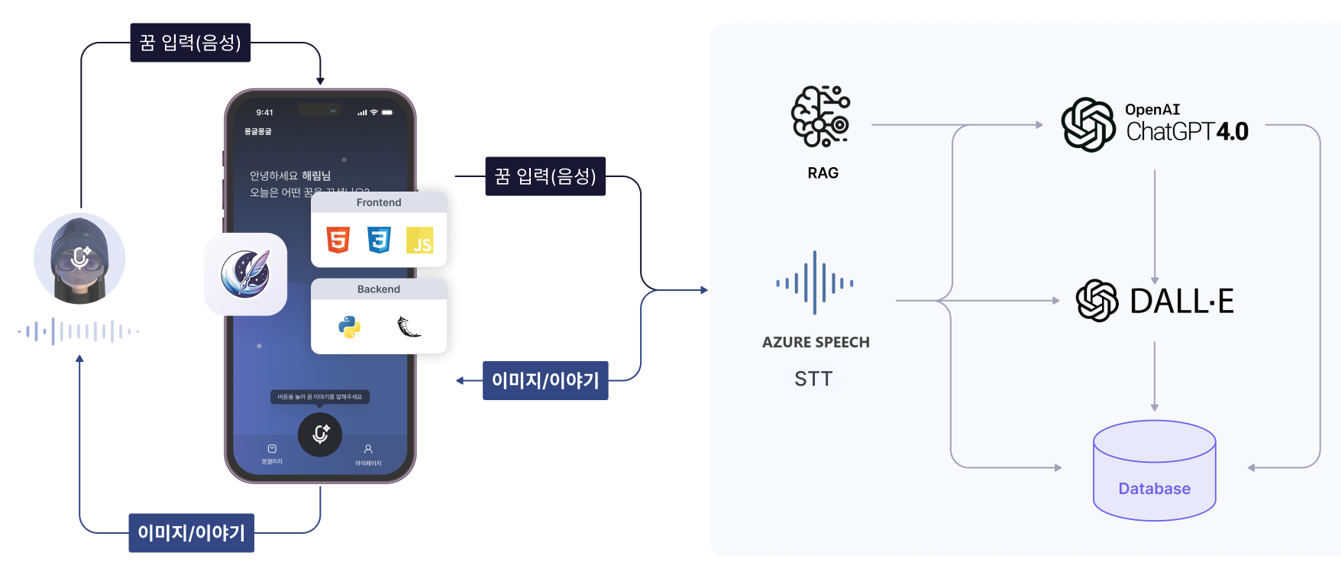 꿈 입력(음성)
9:41
몽글몽글
안녕하세요 해림님
오늘은 어떤 꿈을
Frontend
5
3
JS
Backend
버튼을 눌러 꿈 이야기를 말해주세요
꿈갤러리
마이페이지
이미지/이야기
꿈 입력(음성)
이미지/이야기
RAG
OpenAI
ChatGPT4.0
AZURE SPEECH
STT
DALL·E
Database